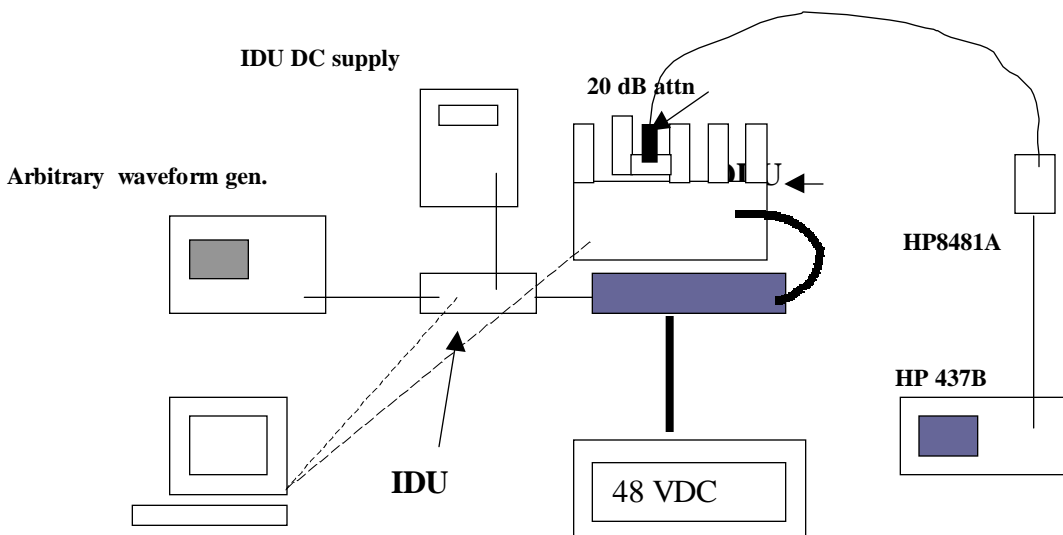 IDU DC supply
20 dB attn
Arbitrary waveform gen.
HP8481A
HP 437B
IDU
48 VDC